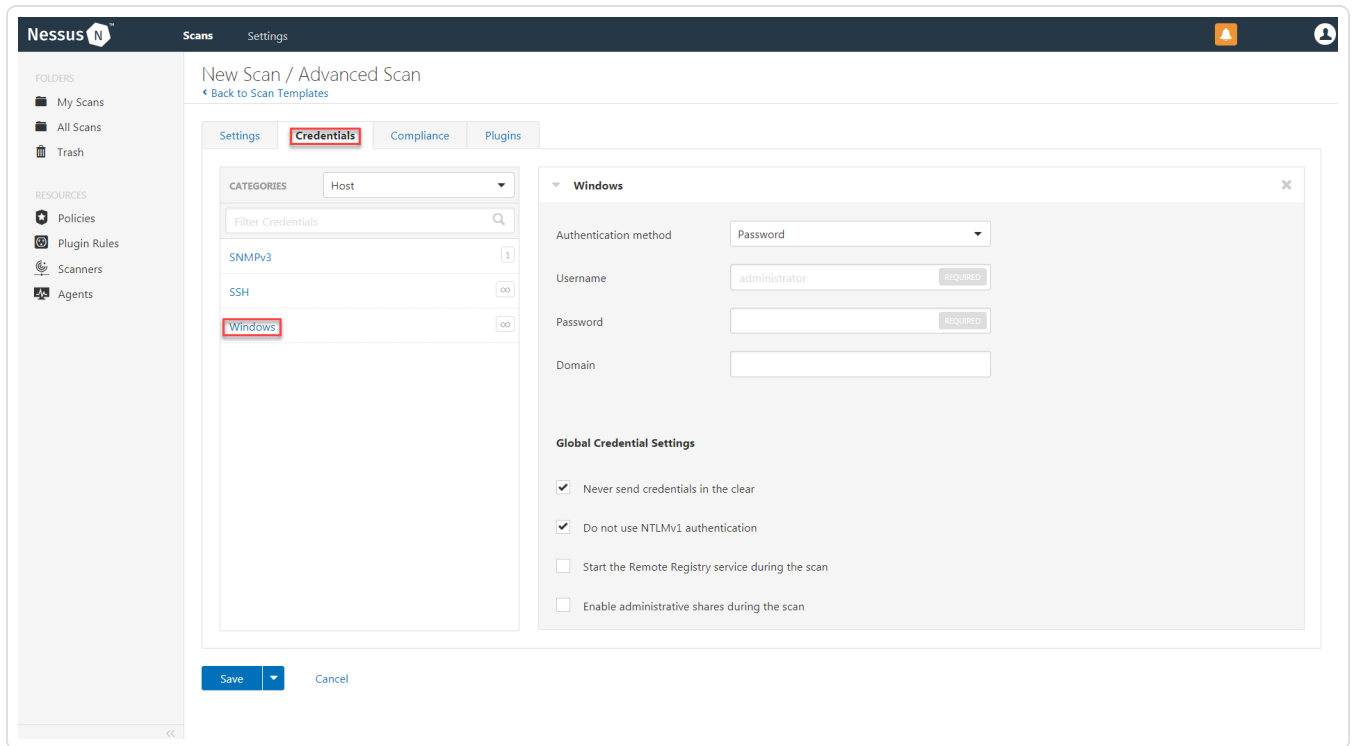 Nessus N ™ Scans Settings
FOLDERS
My Scans
All Scans
Trash
RESOURCES
Policies
Plugin Rules
Scanners
Agents
New Scan / Advanced Scan
Back to Scan Templates
Settings Credentials Compliance Plugins
CATEGORIES Host
Filter Credentials
SNMPv3 1
SSH ∞
Windows ∞
Windows
Authentication method Password
Username administrator REQUIRED
Password REQUIRED
Domain
Global Credential Settings
Never send credentials in the clear
Do not use NTLMv1 authentication
Start the Remote Registry service during the scan
Enable administrative shares during the scan
Save Cancel